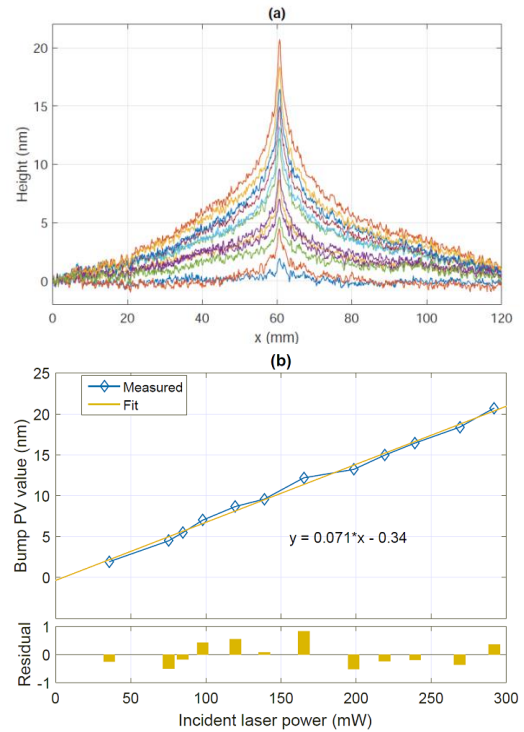 (a)
Height (nm)
20
15
10
5
0
0 20 40 60 80 100 120
x (mm)
(b)
Bump PV value (nm)
25
20
15
10
5
0
Measured
Fit
y = 0.071*x - 0.34
Residual
1
0
-1
0 50 100 150 200 250 300
Incident laser power (mW)